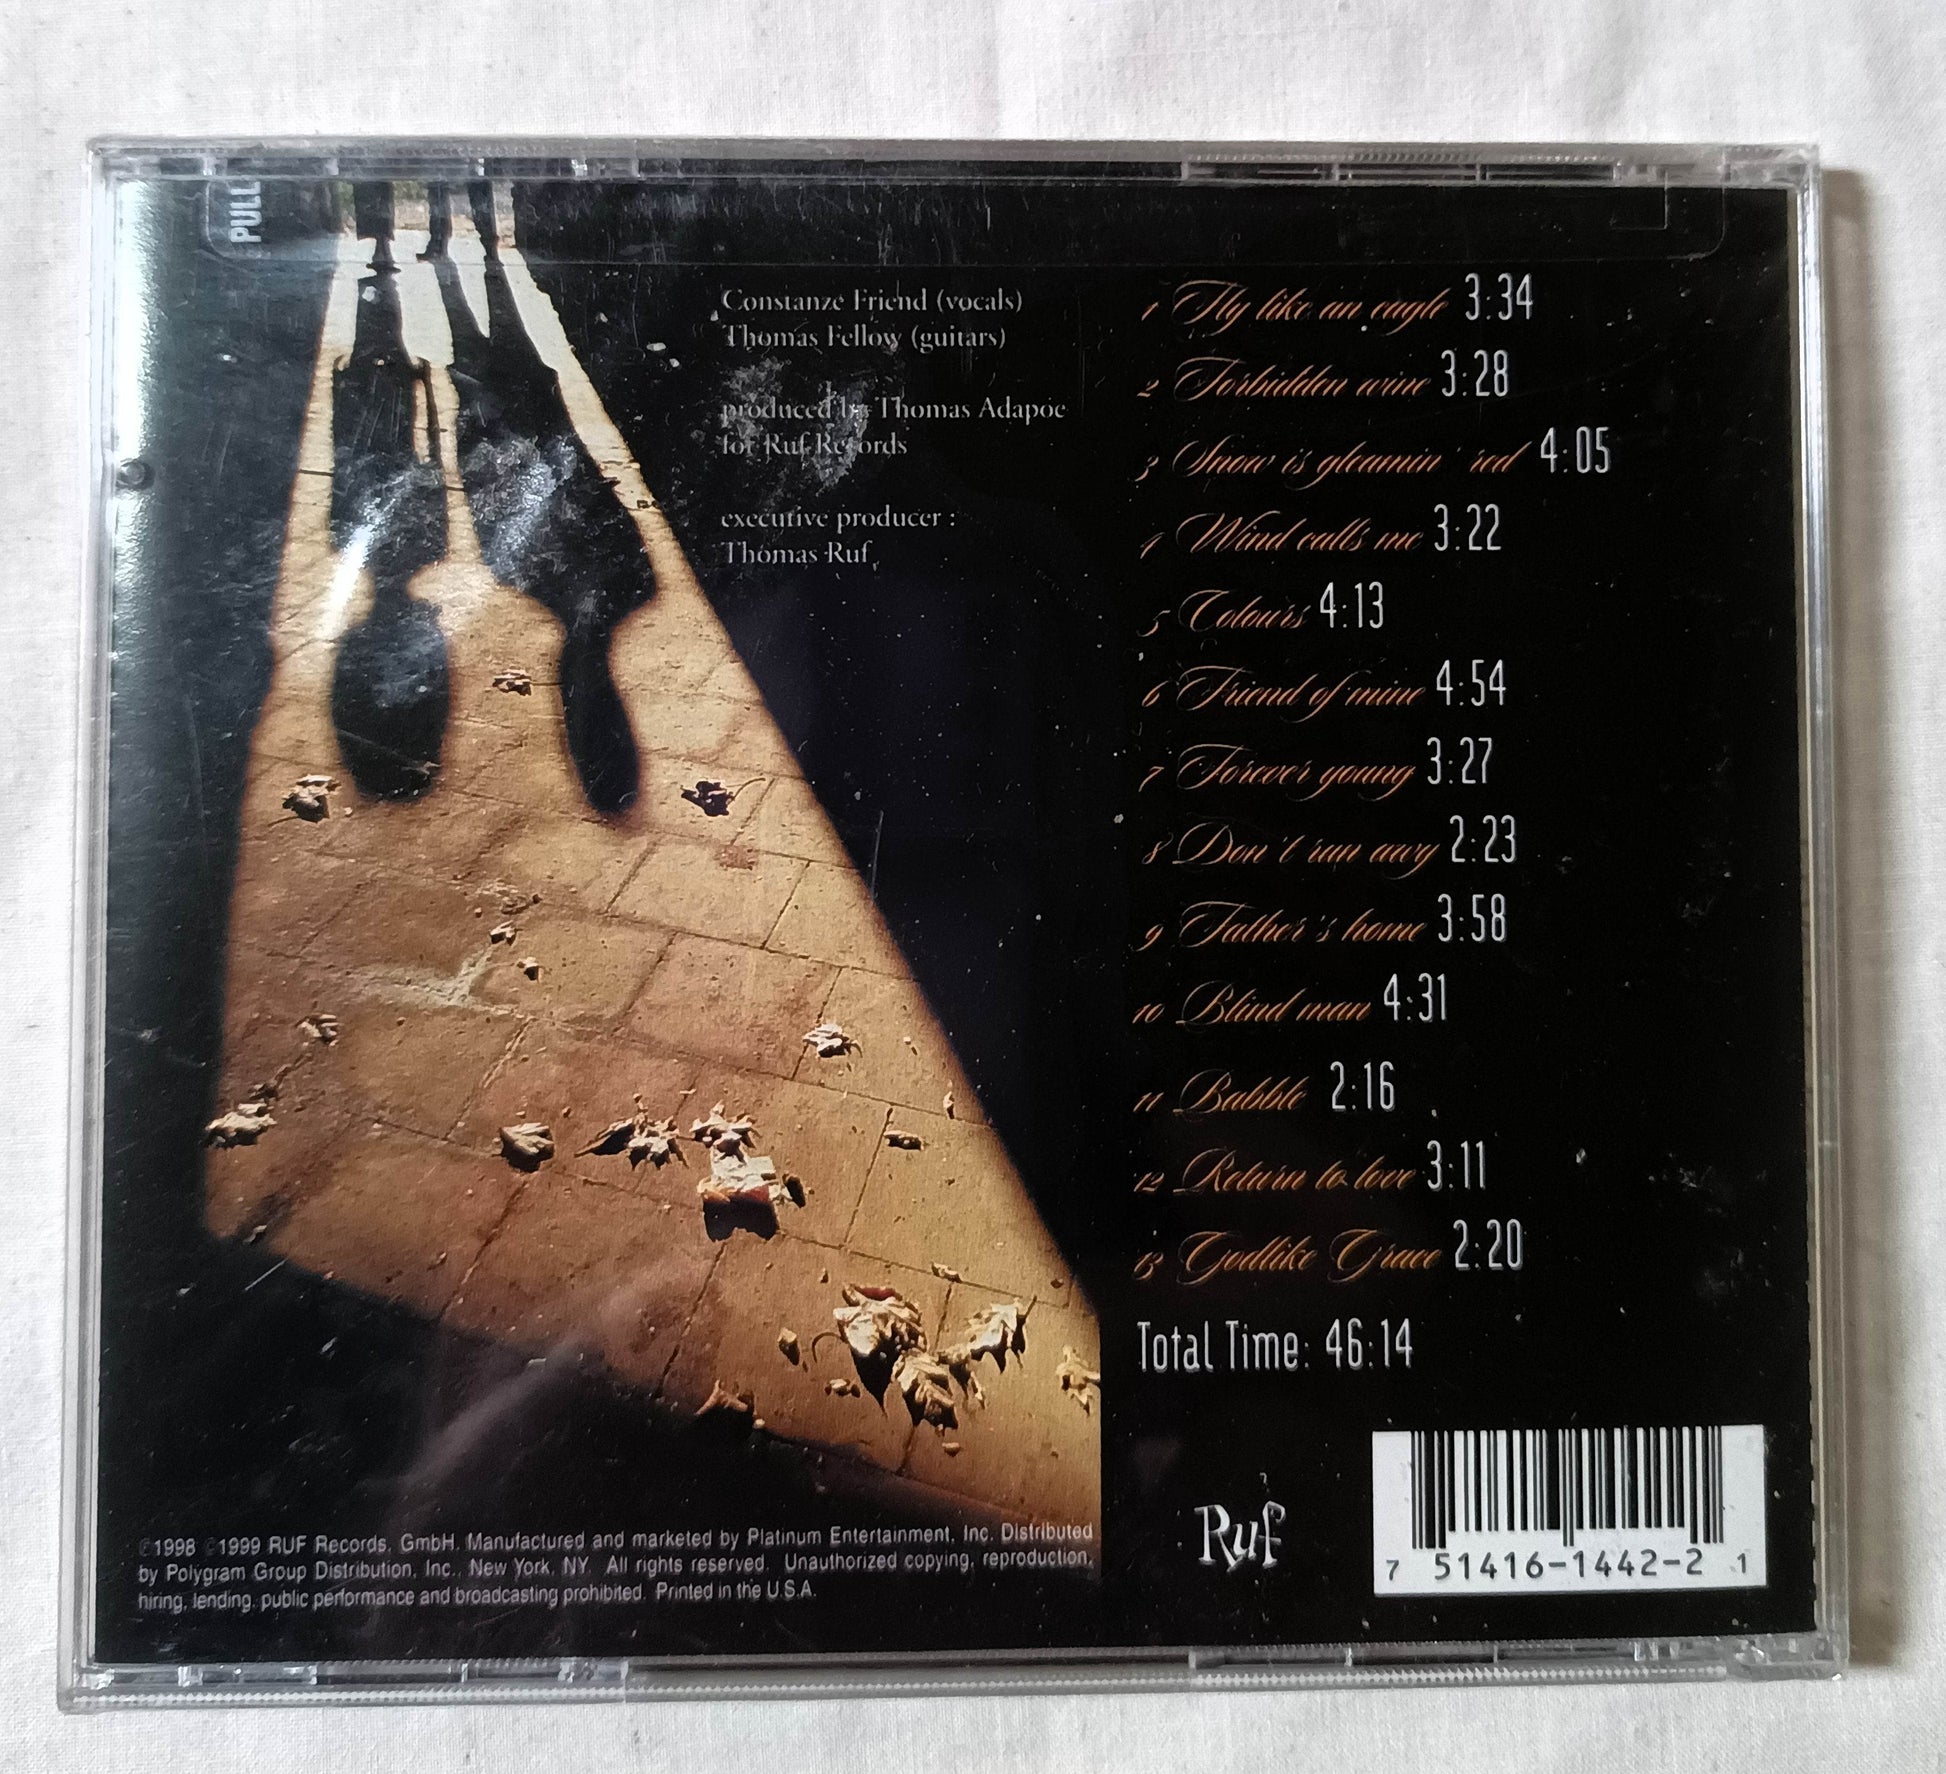 PULL
Constanze Friend (vocals)
Thomas Fellow (guitars)
produced by Thomas Adapoe
for Ruf Records
executive producer :
Thomas Ruf
1 Fly like an eagle 3:34
2 Forbidden wine 3:28
3 Snow is gleamin' red 4:05
4 Wind calls me 3:22
5 Colours 4:13
6 Friend of mine 4:54
7 Forever young 3:27
8 Don't run awy 2:23
9 Father's home 3:58
10 Blind man 4:31
11 Babble 2:16
12 Return to love 3:11
13 Godlike Grace 2:20
Total Time: 46:14
℗1998 ©1999 RUF Records, GmbH. Manufactured and marketed by Platinum Entertainment, Inc. Distributed
by Polygram Group Distribution, Inc., New York, NY. All rights reserved. Unauthorized copying, reproduction,
hiring, lending, public performance and broadcasting prohibited. Printed in the U.S.A.
Ruf
7 51416-1442-2 1